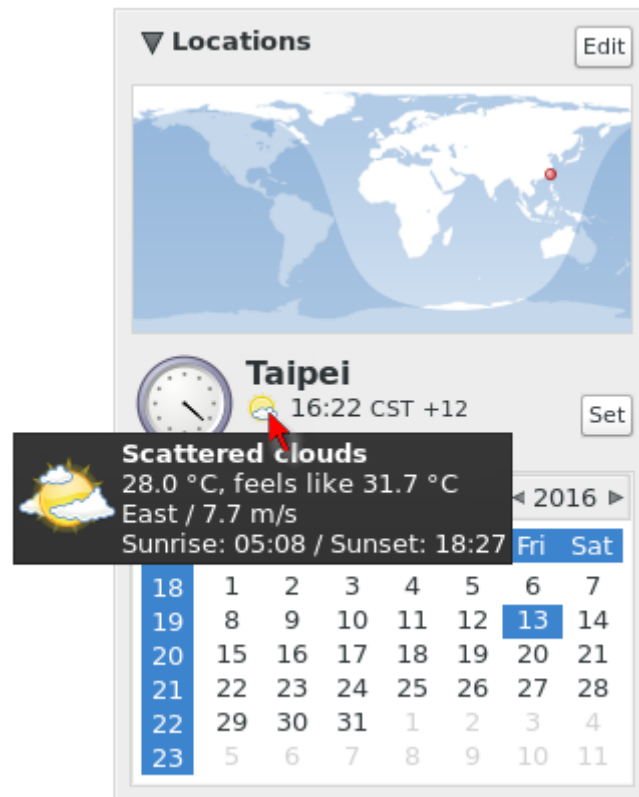 Locations
Edit
Taipei
16:22 CST +12
Set
Scattered clouds
28.0 °C, feels like 31.7 °C
East / 7.7 m/s
Sunrise: 05:08 / Sunset: 18:27
2016
Fri Sat
18 1 2 3 4 5 6 7
19 8 9 10 11 12 13 14
20 15 16 17 18 19 20 21
21 22 23 24 25 26 27 28
22 29 30 31 1 2 3 4
23 5 6 7 8 9 10 11